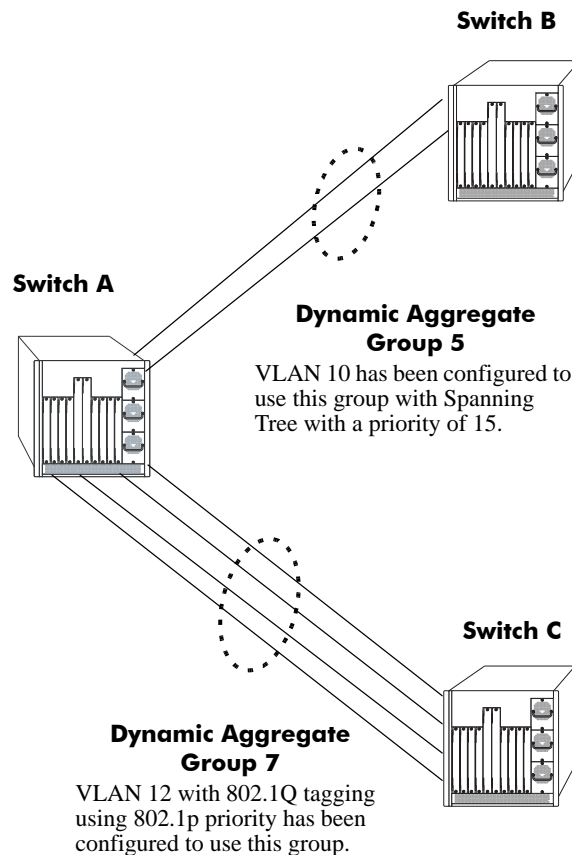 Switch B
Switch A
Dynamic Aggregate
Group 5
VLAN 10 has been configured to
use this group with Spanning
Tree with a priority of 15.
Switch C
Dynamic Aggregate
Group 7
VLAN 12 with 802.1Q tagging
using 802.1p priority has been
configured to use this group.